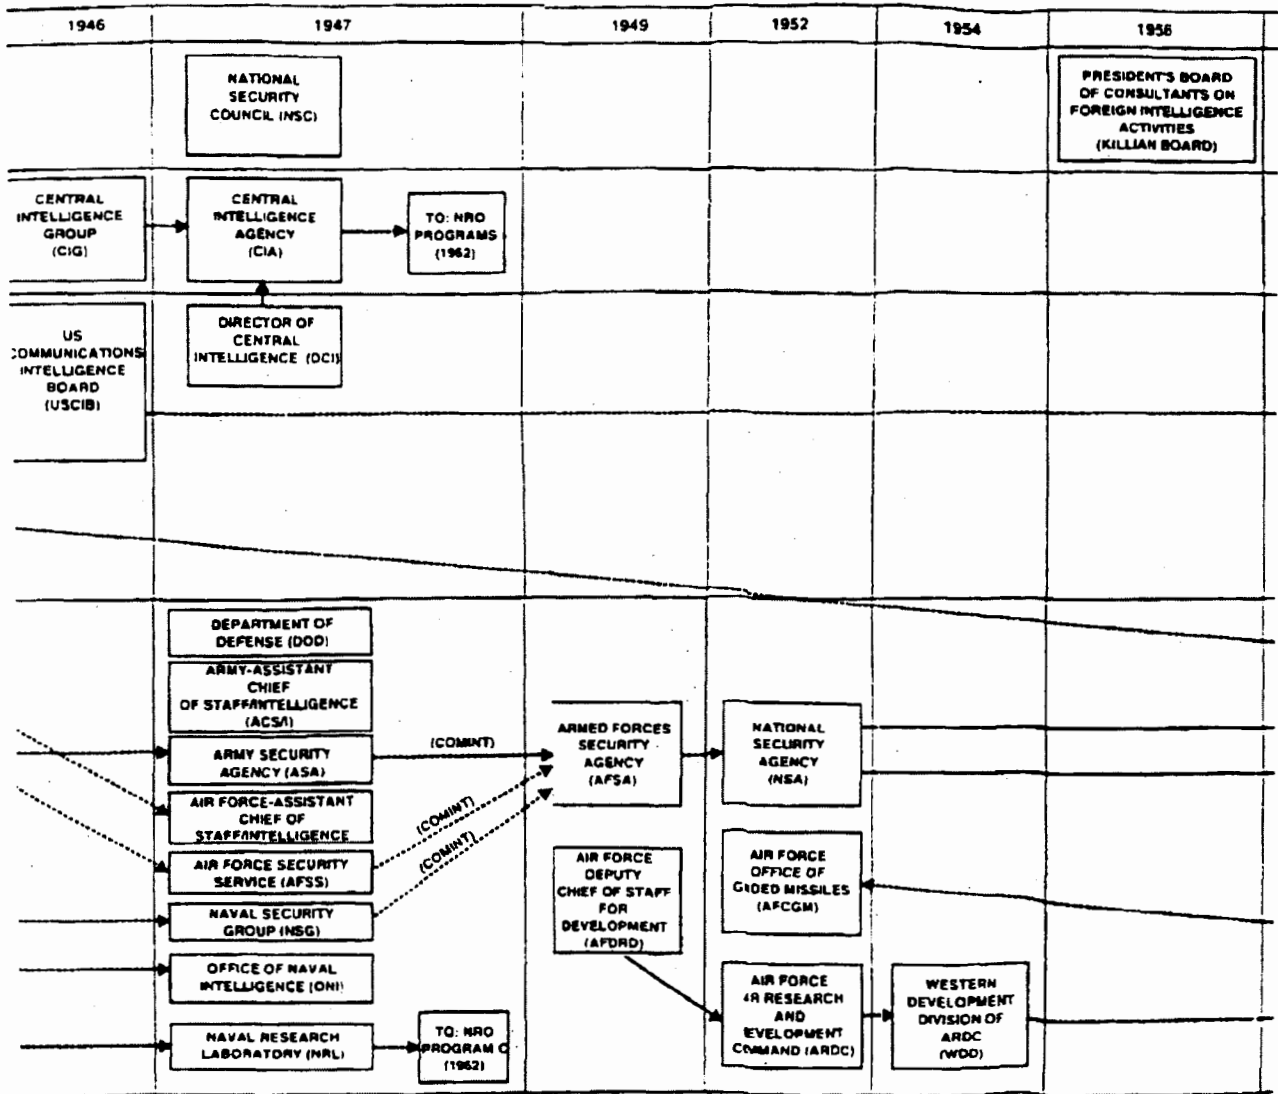 1946
1947
1949
1952
1954
1956
NATIONAL
SECURITY
COUNCIL (NSC)
PRESIDENT'S BOARD
OF CONSULTANTS ON
FOREIGN INTELLIGENCE
ACTIVITIES
(KILLIAN BOARD)
CENTRAL
INTELLIGENCE
GROUP
(CIG)
CENTRAL
INTELLIGENCE
AGENCY
(CIA)
TO: NRO
PROGRAMS
(1962)
US
COMMUNICATIONS
INTELLIGENCE
BOARD
(USCIB)
DIRECTOR OF
CENTRAL
INTELLIGENCE (DCI)
DEPARTMENT OF
DEFENSE (DOD)
ARMY-ASSISTANT
CHIEF
OF STAFF/INTELLIGENCE
(ACS/I)
ARMY SECURITY
AGENCY (ASA)
(COMINT)
AIR FORCE-ASSISTANT
CHIEF OF
STAFF/INTELLIGENCE
AIR FORCE SECURITY
SERVICE (AFSS)
(COMINT)
NAVAL SECURITY
GROUP (NSG)
(COMINT)
OFFICE OF NAVAL
INTELLIGENCE (ONI)
NAVAL RESEARCH
LABORATORY (NRL)
TO: NRO
PROGRAM C
(1962)
ARMED FORCES
SECURITY
AGENCY
(AFSA)
NATIONAL
SECURITY
AGENCY
(NSA)
AIR FORCE
DEPUTY
CHIEF OF STAFF
FOR
DEVELOPMENT
(AFDRD)
AIR FORCE
OFFICE OF
GIDED MISSILES
(AFCGM)
AIR FORCE
AIR RESEARCH
AND
DEVELOPMENT
COMMAND (ARDC)
WESTERN
DEVELOPMENT
DIVISION OF
ARDC
(WDD)